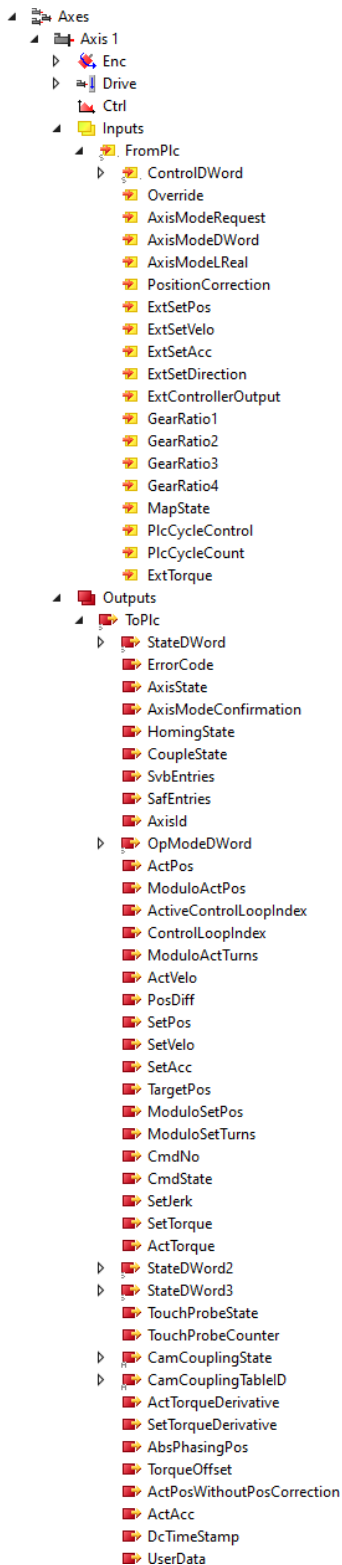 Axes
Axis 1
Enc
Drive
Ctrl
Inputs
FromPlc
ControlDWord
Override
AxisModeRequest
AxisModeDWord
AxisModeLReal
PositionCorrection
ExtSetPos
ExtSetVelo
ExtSetAcc
ExtSetDirection
ExtControllerOutput
GearRatio1
GearRatio2
GearRatio3
GearRatio4
MapState
PlcCycleControl
PlcCycleCount
ExtTorque
Outputs
ToPlc
StateDWord
ErrorCode
AxisState
AxisModeConfirmation
HomingState
CoupleState
SvbEntries
SafEntries
AxisId
OpModeDWord
ActPos
ModuloActPos
ActiveControlLoopIndex
ControlLoopIndex
ModuloActTurns
ActVelo
PosDiff
SetPos
SetVelo
SetAcc
TargetPos
ModuloSetPos
ModuloSetTurns
CmdNo
CmdState
SetJerk
SetTorque
ActTorque
StateDWord2
StateDWord3
TouchProbeState
TouchProbeCounter
CamCouplingState
CamCouplingTableID
ActTorqueDerivative
SetTorqueDerivative
AbsPhasingPos
TorqueOffset
ActPosWithoutPosCorrection
ActAcc
DcTimeStamp
UserData